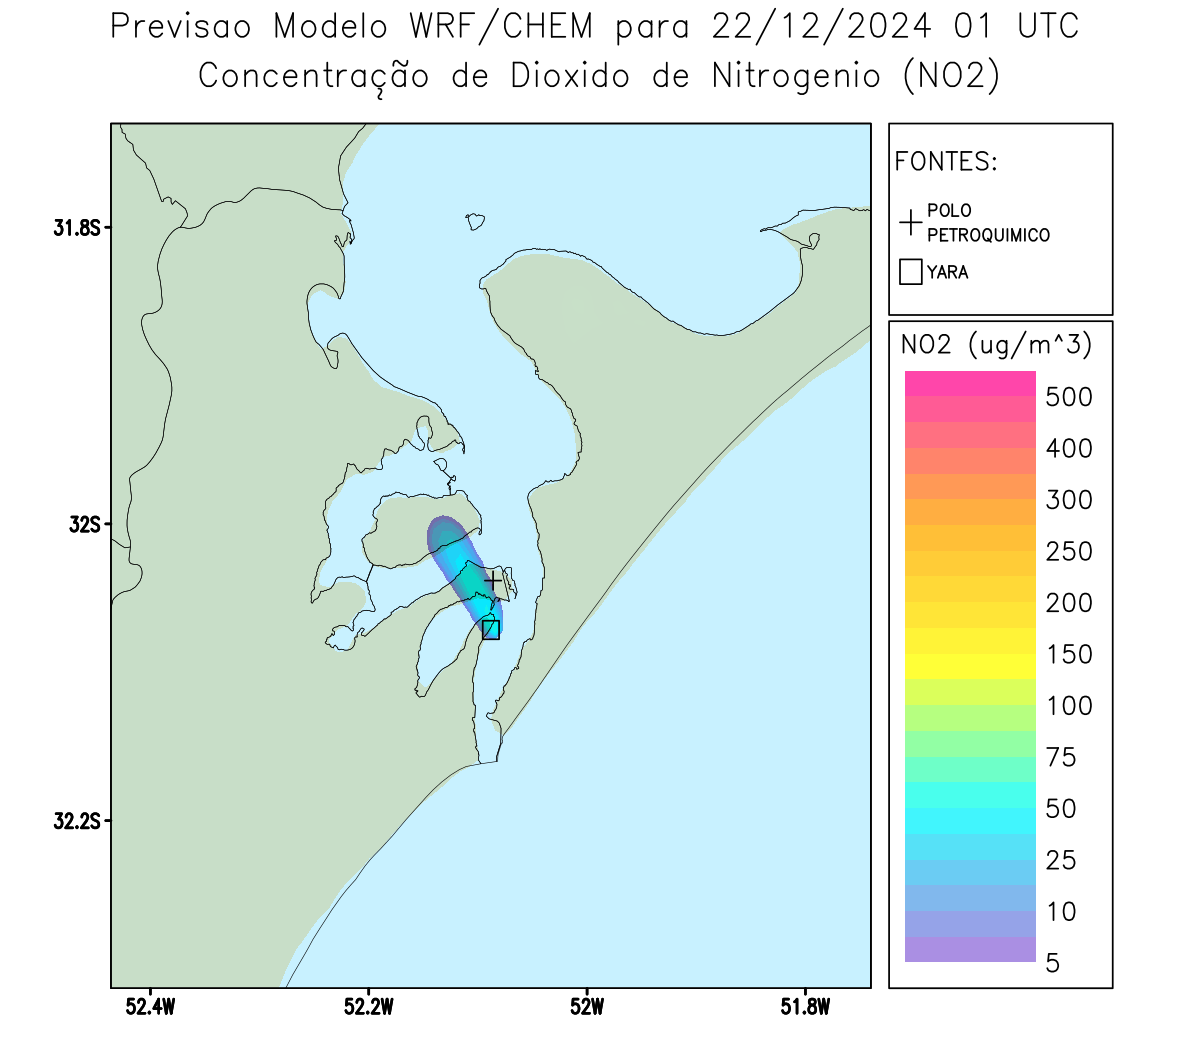 Previsao Modelo WRF/CHEM para 22/12/2024 01 UTC
Concentração de Dioxido de Nitrogenio (NO2)
FONTES:
POLO
PETROQUIMICO
YARA
31.8S
32S
32.2S
52.4W
52.2W
52W
51.8W
NO2 (ug/m^3)
500
400
300
250
200
150
100
75
50
25
10
5